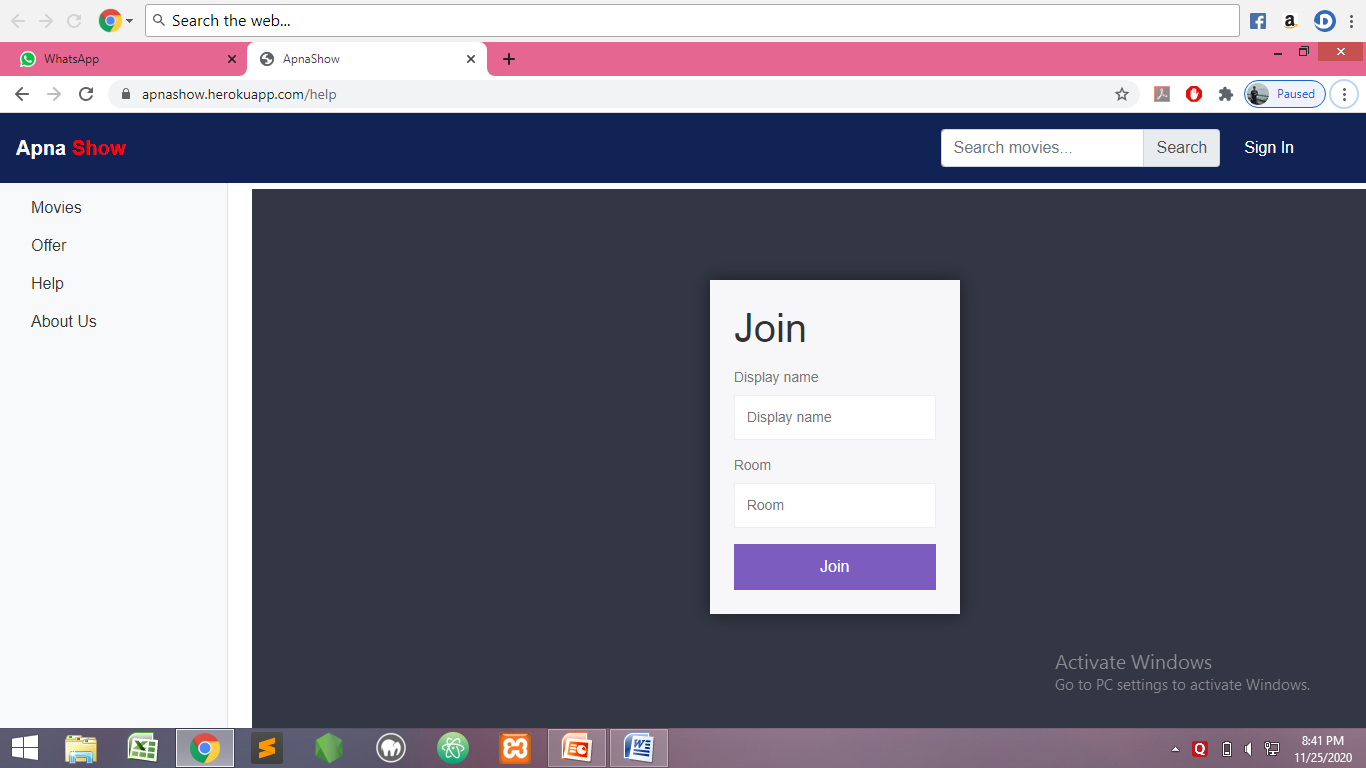 Search the web...
WhatsApp
ApnaShow
apnashow.herokuapp.com/help
Paused
Apna Show
Search movies...
Search
Sign In
Movies
Offer
Help
About Us
Join
Display name
Display name
Room
Room
Join
Activate Windows
Go to PC settings to activate Windows.
8:41 PM
11/25/2020